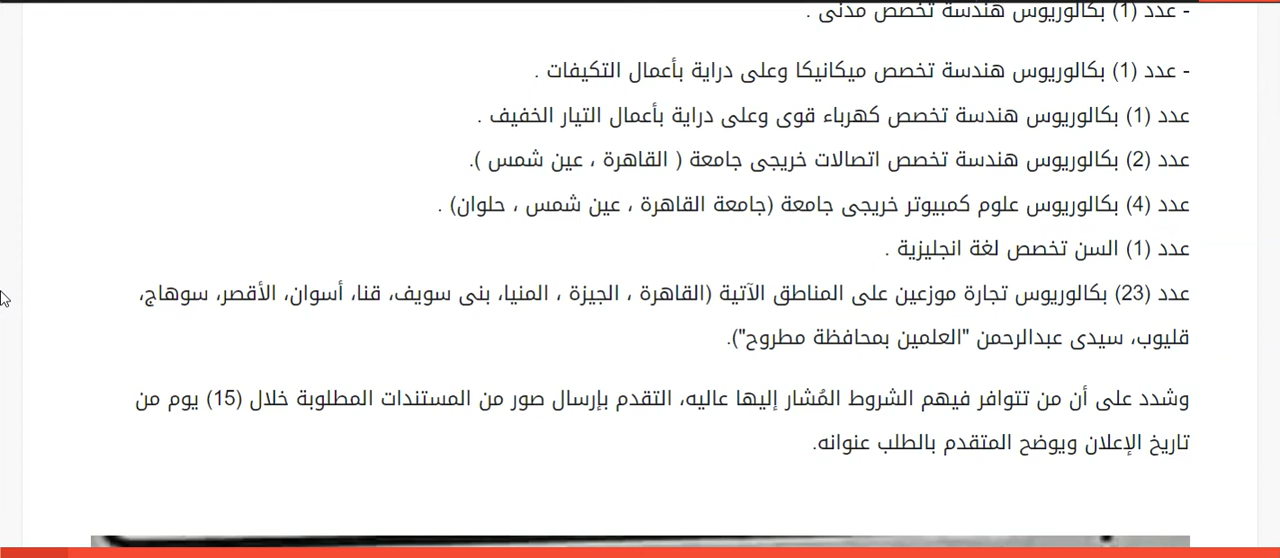 - عدد (1) بكالوريوس هندسة تخصص مدنى .
- عدد (1) بكالوريوس هندسة تخصص ميكانيكا وعلى دراية بأعمال التكيفات .
عدد (1) بكالوريوس هندسة تخصص كهرباء قوى وعلى دراية بأعمال التيار الخفيف .
عدد (2) بكالوريوس هندسة تخصص اتصالات خريجى جامعة ( القاهرة ، عين شمس ).
عدد (4) بكالوريوس علوم كمبيوتر خريجى جامعة (جامعة القاهرة ، عين شمس ، حلوان) .
عدد (1) السن تخصص لغة انجليزية .
عدد (23) بكالوريوس تجارة موزعين على المناطق الآتية (القاهرة ، الجيزة ، المنيا، بنى سويف، قنا، أسوان، الأقصر، سوهاج،
قليوب، سيدى عبدالرحمن "العلمين بمحافظة مطروح").
وشدد على أن من تتوافر فيهم الشروط المُشار إليها عاليه، التقدم بإرسال صور من المستندات المطلوبة خلال (15) يوم من
تاريخ الإعلان ويوضح المتقدم بالطلب عنوانه.